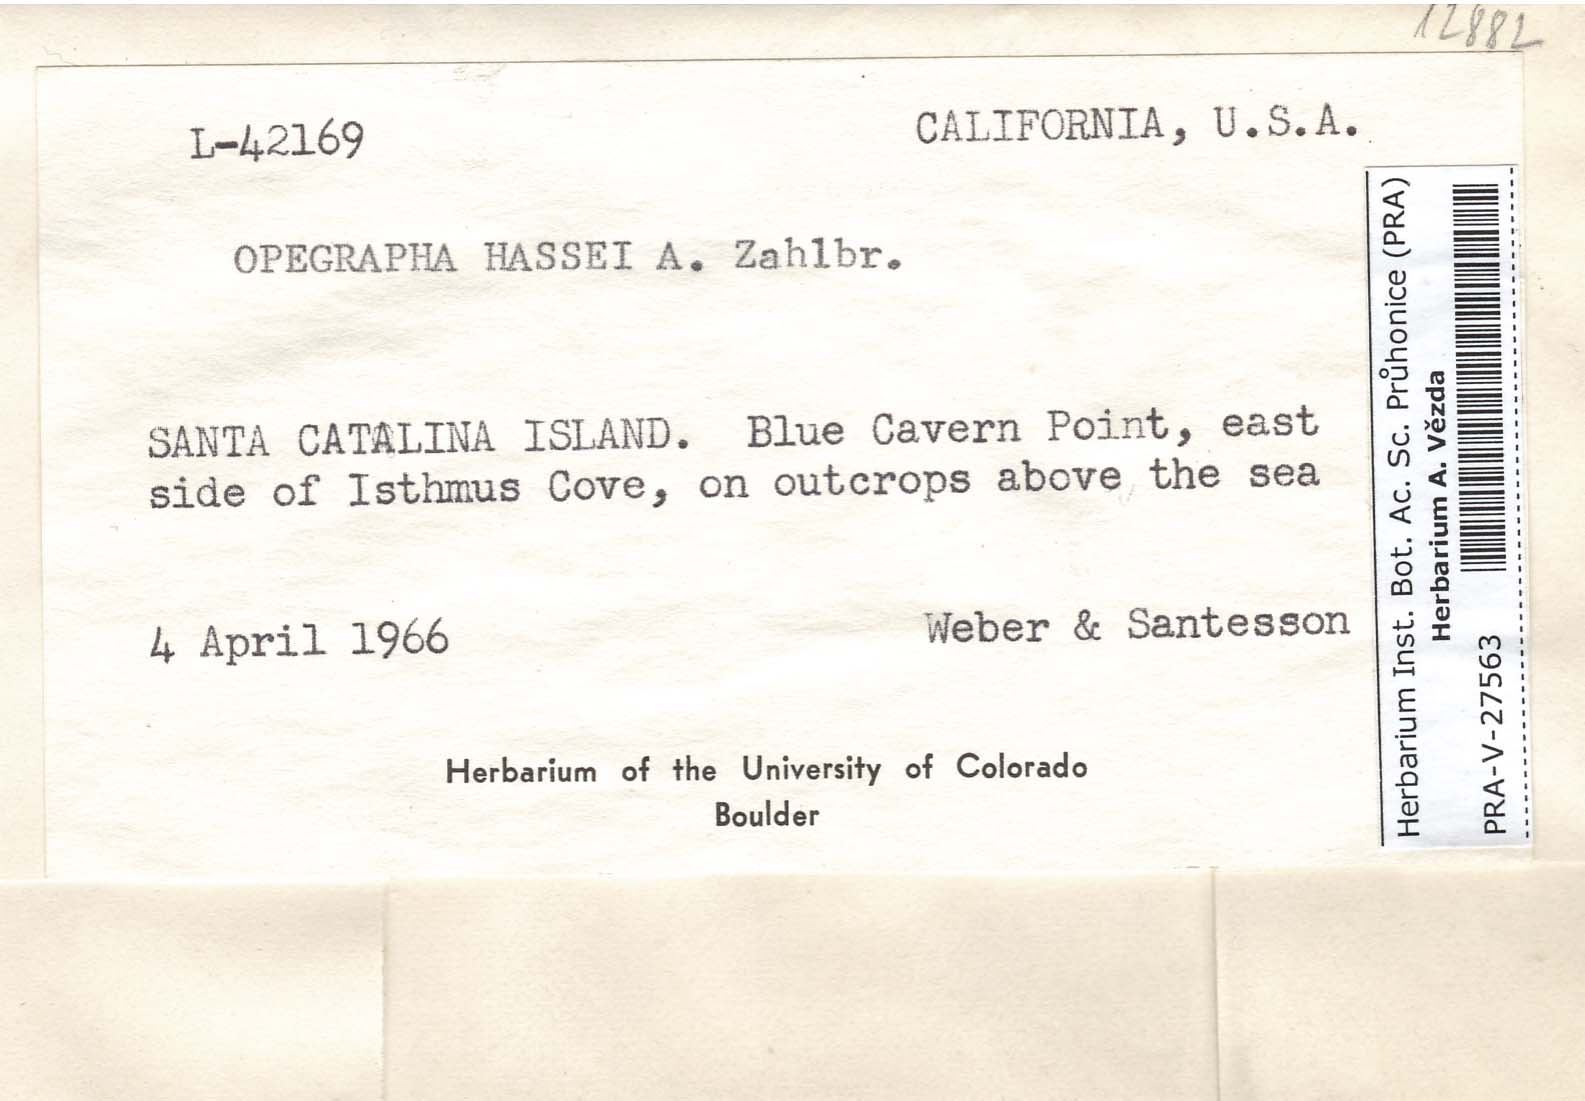 12882
L-42169
CALIFORNIA, U.S.A.
OPEGRAPHA HASSEI A. Zahlbr.
SANTA CATALINA ISLAND. Blue Cavern Point, east
side of Isthmus Cove, on outcrops above the sea
4 April 1966
Weber & Santesson
Herbarium of the University of Colorado
Boulder
Herbarium Inst. Bot. Ac. Sc. Průhonice (PRA)
Herbarium A. Vězda
PRA-V-27563